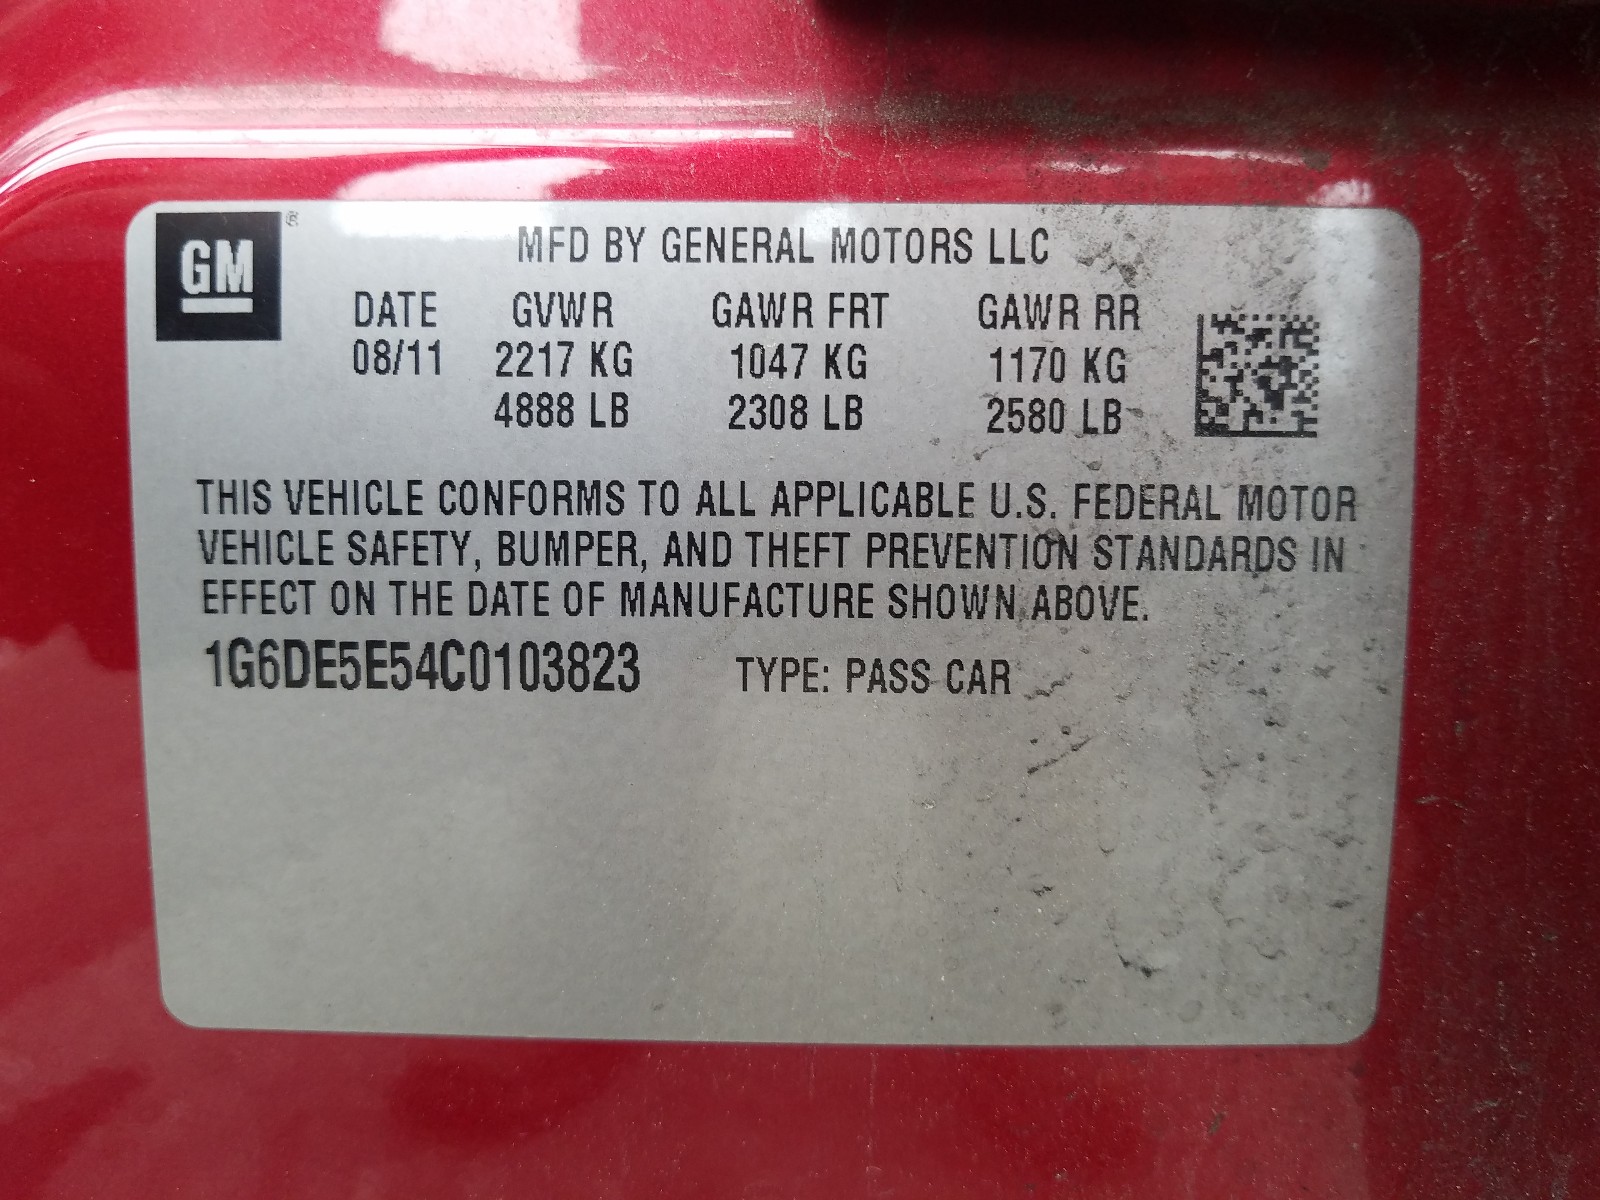 GM ®
MFD BY GENERAL MOTORS LLC
DATE GVWR GAWR FRT GAWR RR
08/11 2217 KG 1047 KG 1170 KG
4888 LB 2308 LB 2580 LB
THIS VEHICLE CONFORMS TO ALL APPLICABLE U.S. FEDERAL MOTOR
VEHICLE SAFETY, BUMPER, AND THEFT PREVENTION STANDARDS IN
EFFECT ON THE DATE OF MANUFACTURE SHOWN ABOVE.
1G6DE5E54C0103823 TYPE: PASS CAR